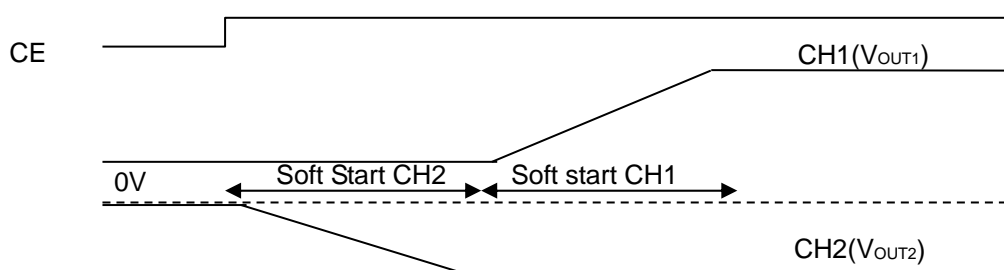 CE
CH1(VOUT1)
0V
Soft Start CH2
Soft start CH1
CH2(VOUT2)